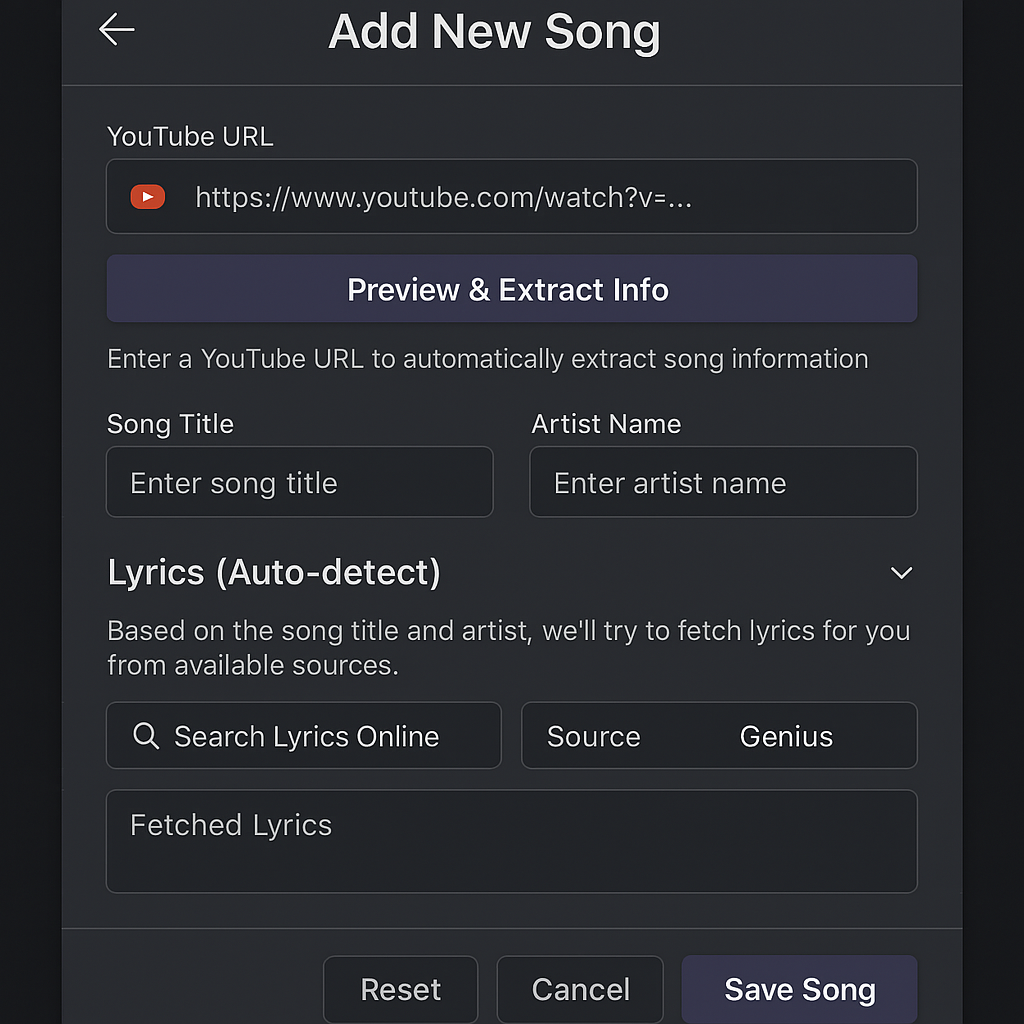 Add New Song
YouTube URL
https://www.youtube.com/watch?v=...
Preview & Extract Info
Enter a YouTube URL to automatically extract song information
Song Title
Artist Name
Enter song title
Enter artist name
Lyrics (Auto-detect)
Based on the song title and artist, we'll try to fetch lyrics for you
from available sources.
Search Lyrics Online
Source
Genius
Fetched Lyrics
Reset
Cancel
Save Song